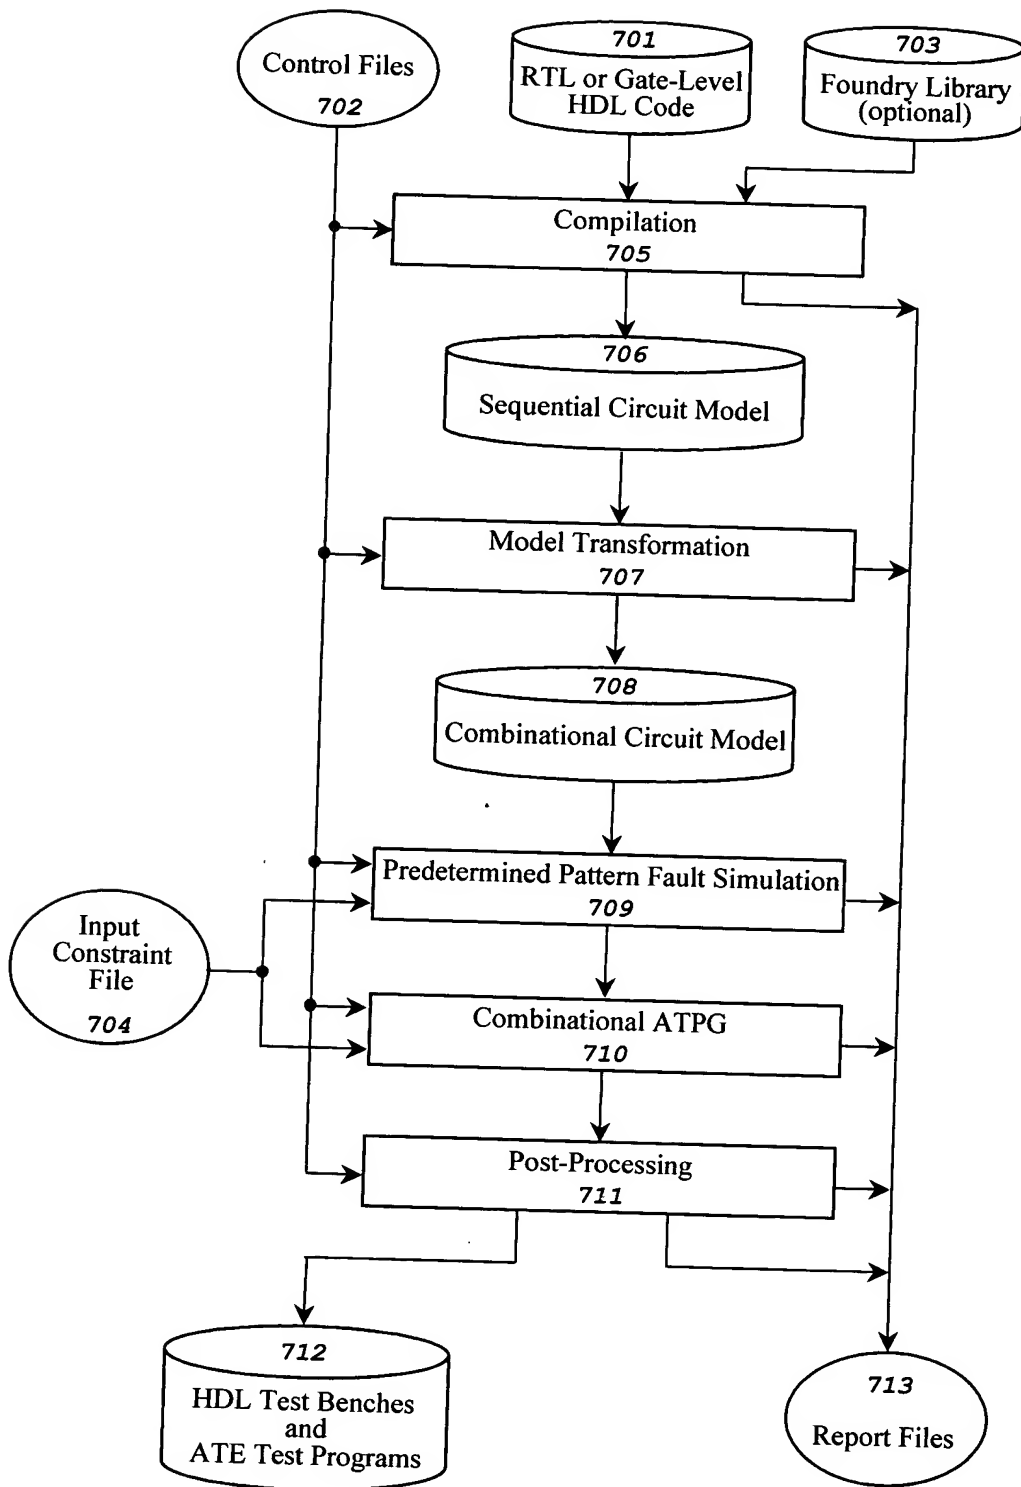 Control Files
702
701
RTL or Gate-Level
HDL Code
703
Foundry Library
(optional)
Compilation
705
706
Sequential Circuit Model
Model Transformation
707
708
Combinational Circuit Model
Predetermined Pattern Fault Simulation
709
Input
Constraint
File
704
Combinational ATPG
710
Post-Processing
711
712
HDL Test Benches
and
ATE Test Programs
713
Report Files